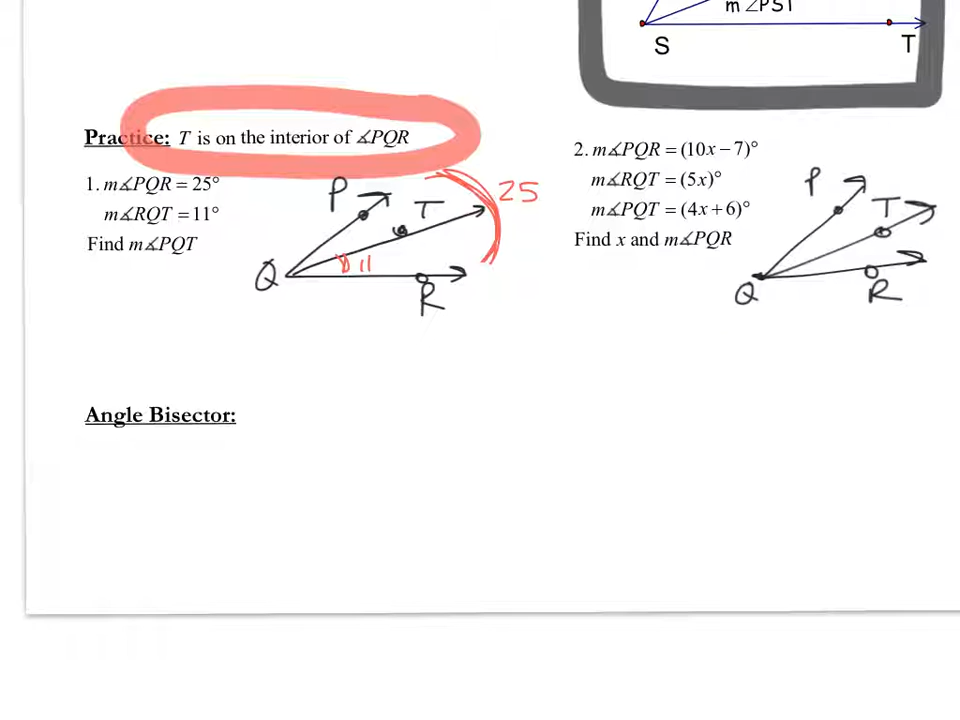 m∠PST
S
T
Practice: T is on the interior of ∡PQR
1. m∡PQR = 25°
m∡RQT = 11°
Find m∡PQT
P
T
25
11
Q
R
2. m∡PQR = (10x − 7)°
m∡RQT = (5x)°
m∡PQT = (4x + 6)°
Find x and m∡PQR
P
T
Q
R
Angle Bisector: